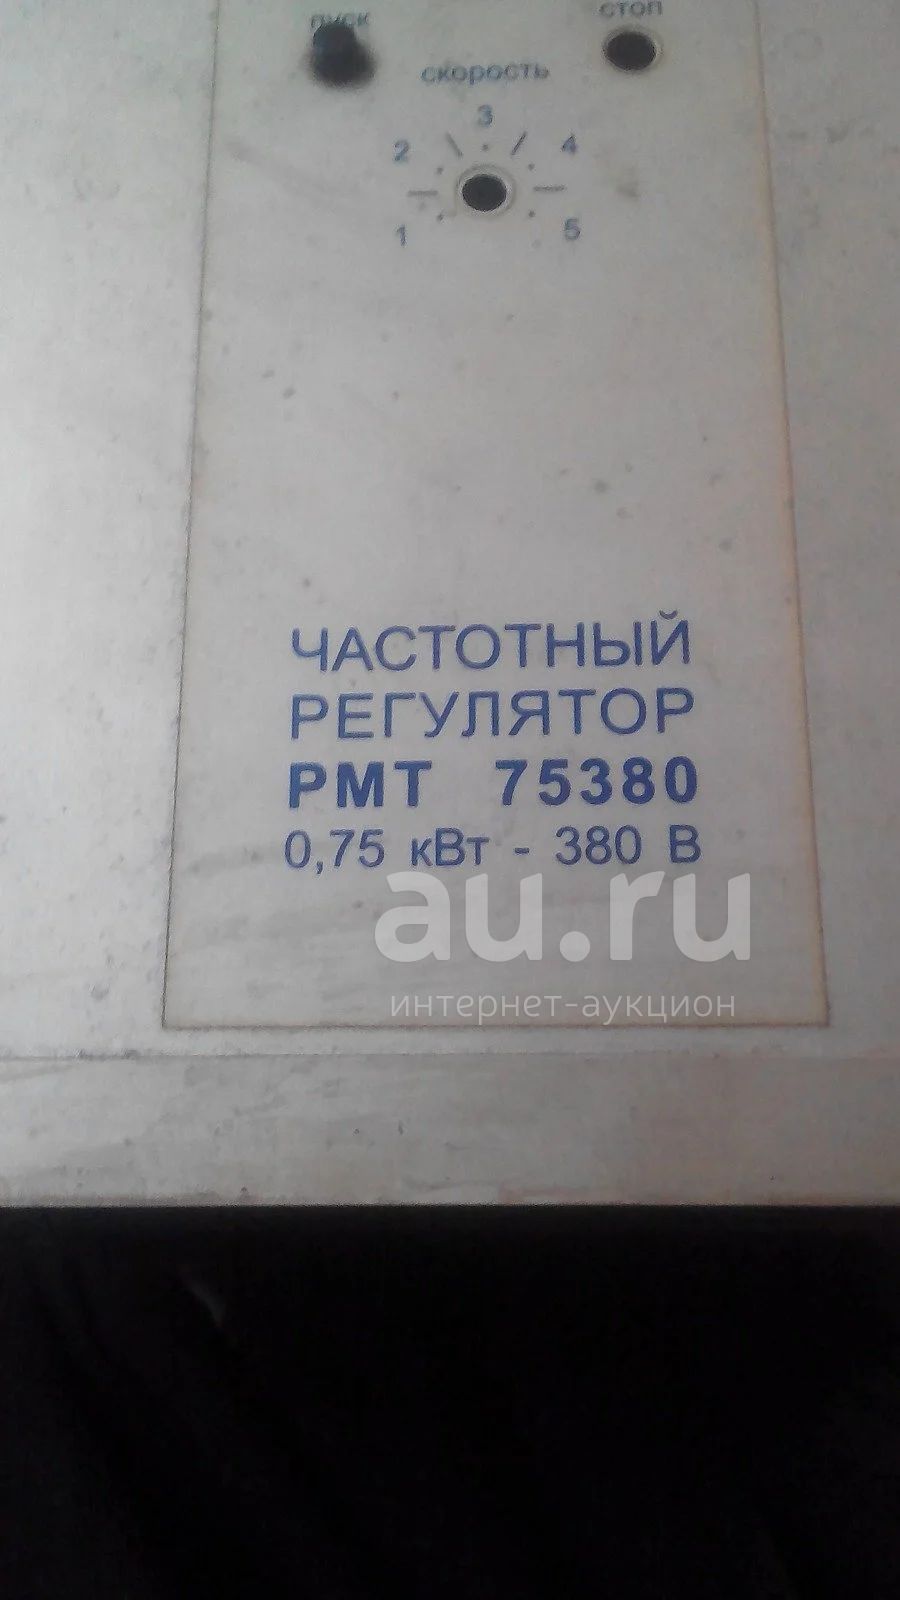 пуск
стоп
скорость
3
2
4
1
5
ЧАСТОТНЫЙ
РЕГУЛЯТОР
РМТ 75380
0,75 кВт - 380 В
au.ru
интернет-аукцион